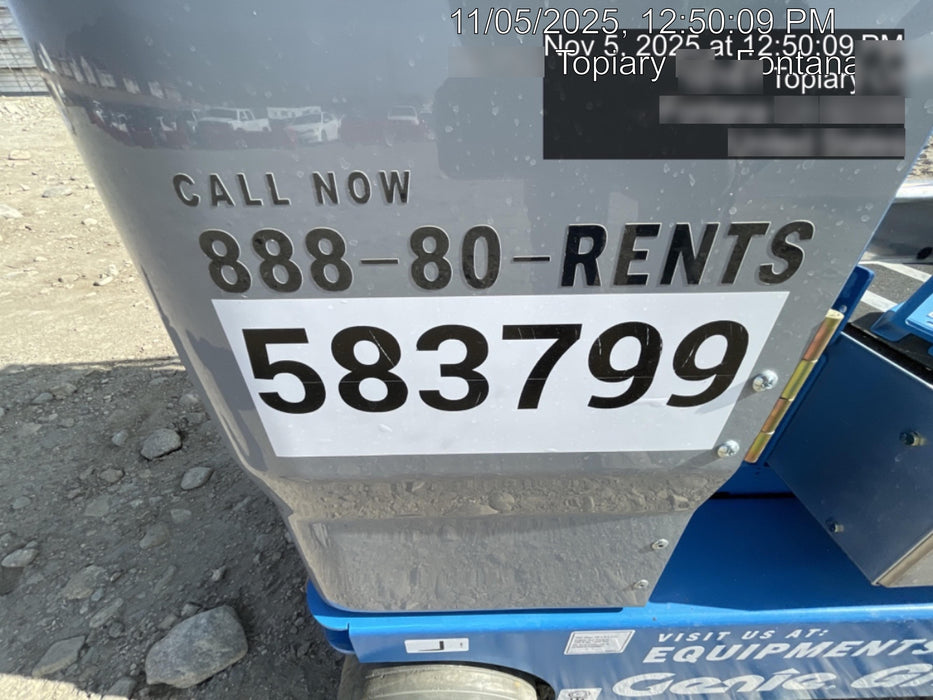 11/05/2025, 12:50:09 PM
Nov 5, 2025 at 12:50:09 PM
Topiary Fontana
Topiary
CALL NOW
888-80-RENTS
583799
VISIT US AT:
EQUIPMENTS
Genie